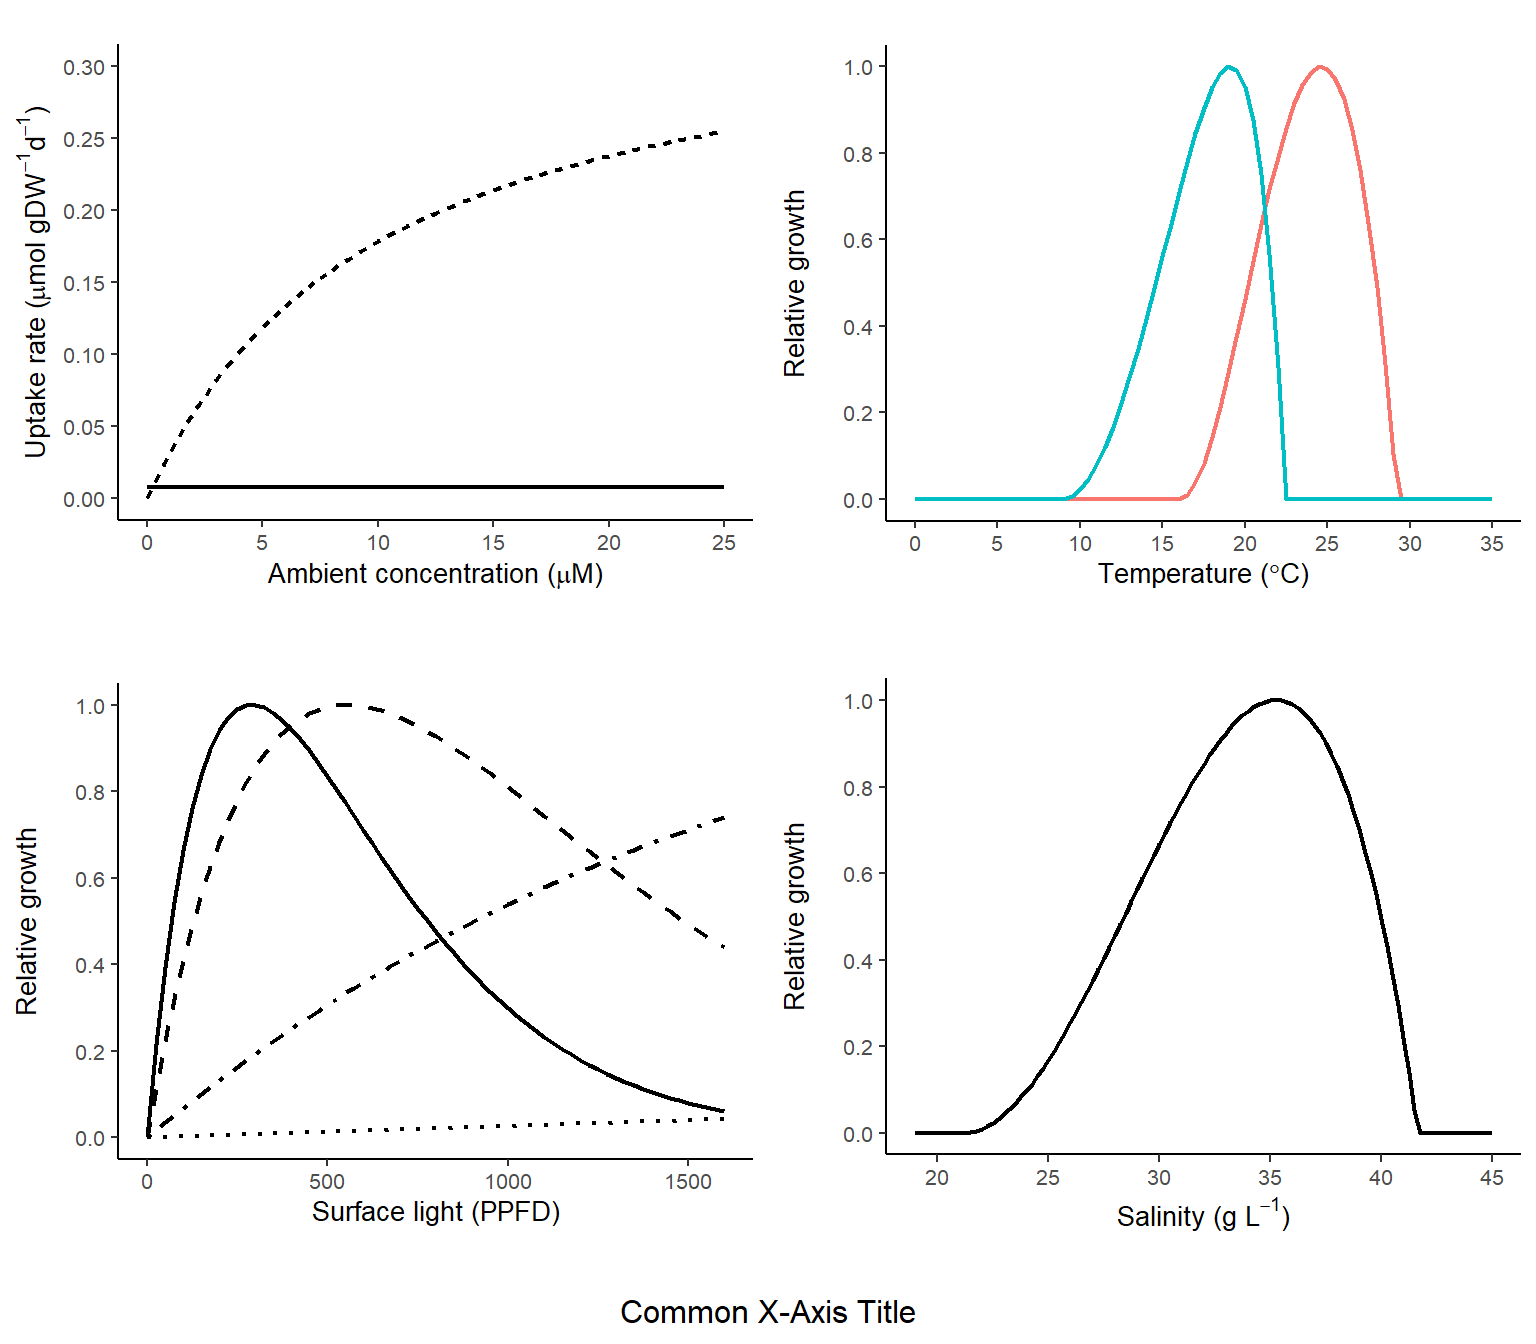 0.30
0.25
0.20
0.15
0.10
0.05
0.00
Uptake rate (μmol gDW⁻¹d⁻¹)
0 5 10 15 20 25
Ambient concentration (μM)
1.0
0.8
0.6
0.4
0.2
0.0
Relative growth
0 5 10 15 20 25 30 35
Temperature (°C)
1.0
0.8
0.6
0.4
0.2
0.0
Relative growth
0 500 1000 1500
Surface light (PPFD)
1.0
0.8
0.6
0.4
0.2
0.0
Relative growth
20 25 30 35 40 45
Salinity (g L⁻¹)
Common X-Axis Title